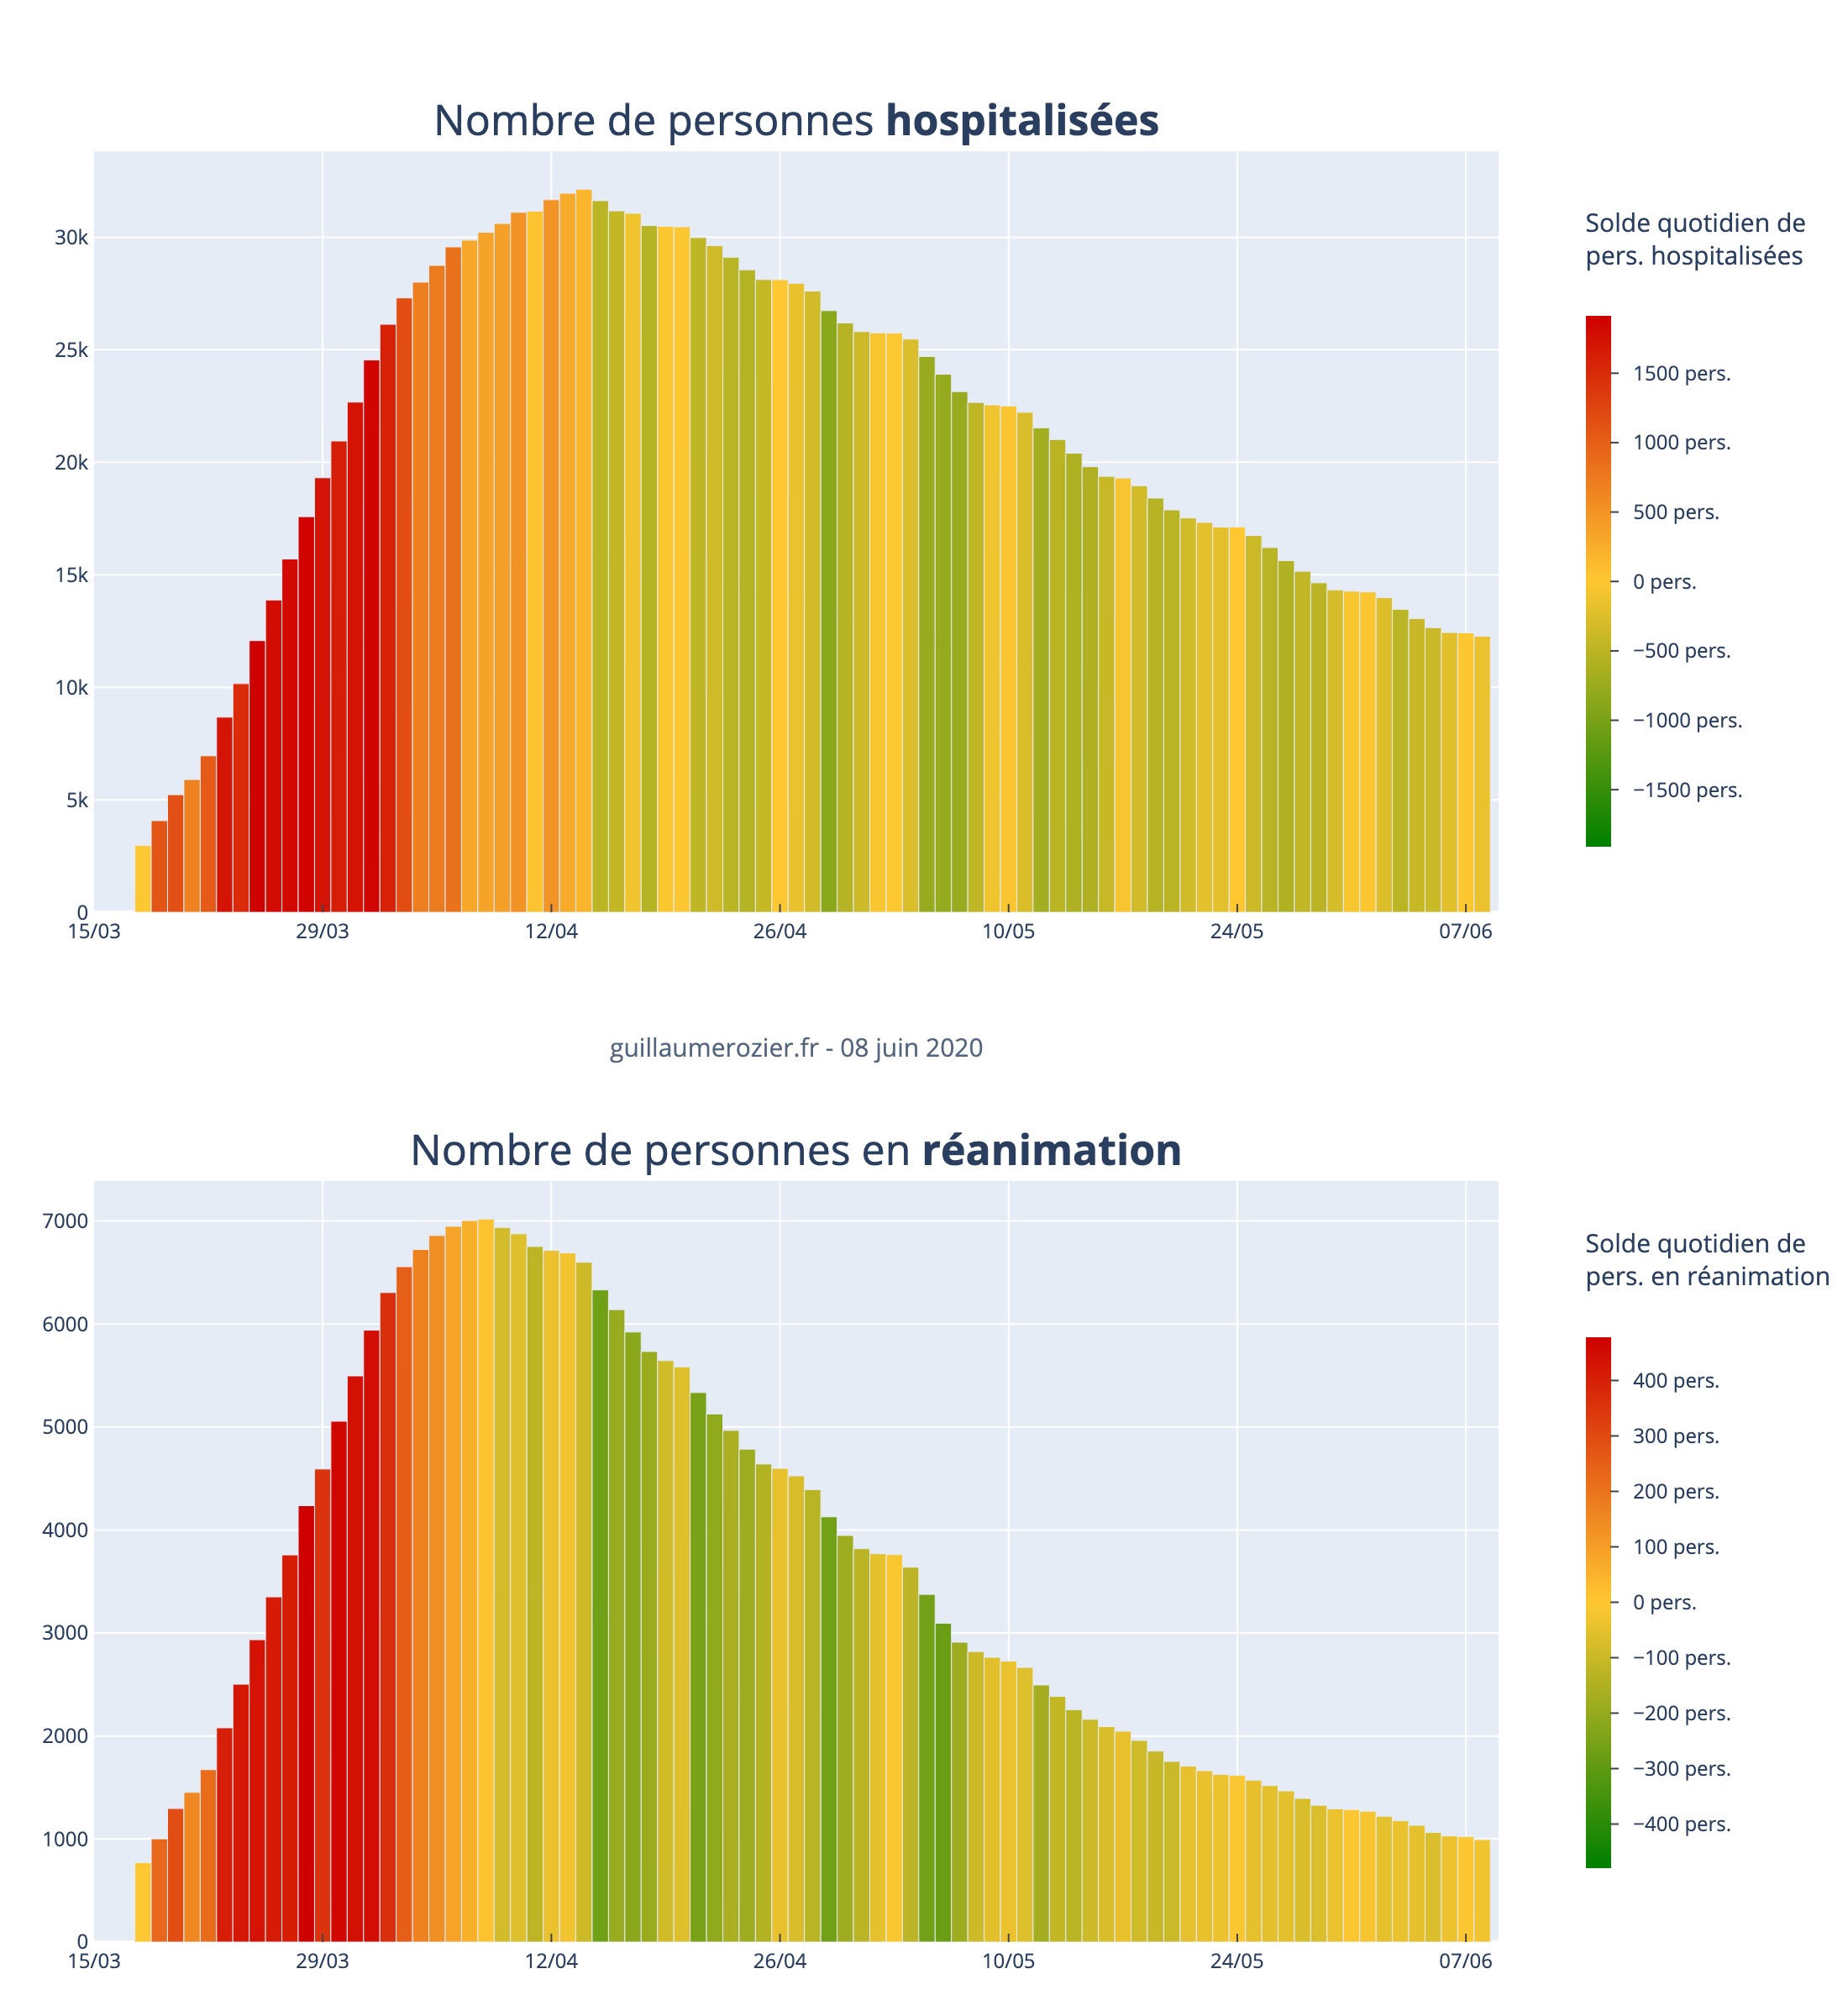 Nombre de personnes hospitalisées
Solde quotidien de
pers. hospitalisées
30k
25k
20k
15k
10k
5k
0
15/03 29/03 12/04 26/04 10/05 24/05 07/06
1500 pers.
1000 pers.
500 pers.
0 pers.
−500 pers.
−1000 pers.
−1500 pers.
guillaumerozier.fr - 08 juin 2020
Nombre de personnes en réanimation
Solde quotidien de
pers. en réanimation
7000
6000
5000
4000
3000
2000
1000
0
15/03 29/03 12/04 26/04 10/05 24/05 07/06
400 pers.
300 pers.
200 pers.
100 pers.
0 pers.
−100 pers.
−200 pers.
−300 pers.
−400 pers.